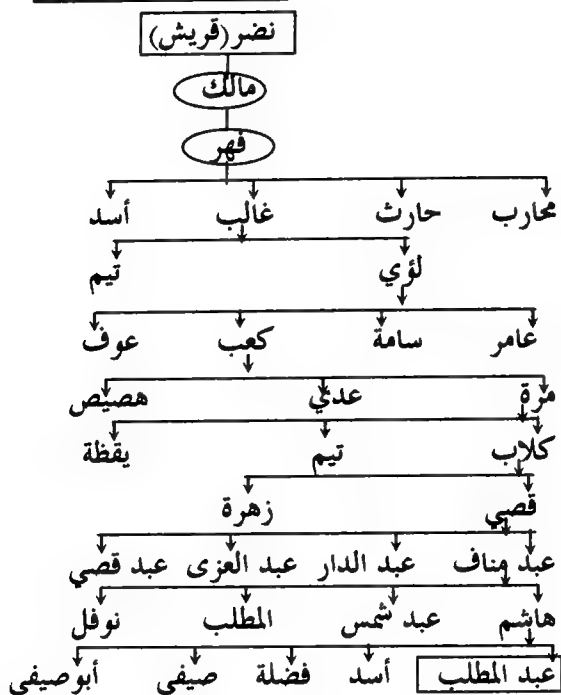 نضر (قريش)
مالك
فهر
محارب حارث غالب أسد
لؤي تيم
عامر سامة كعب عوف
مرة عدي هصيص
كلاب تيم يقظة
قصي زهرة
عبد مناف عبد الدار عبد العزى عبد قصي
هاشم عبد شمس المطلب نوفل
عبد المطلب أسد فضلة صيفي أبوصيفي